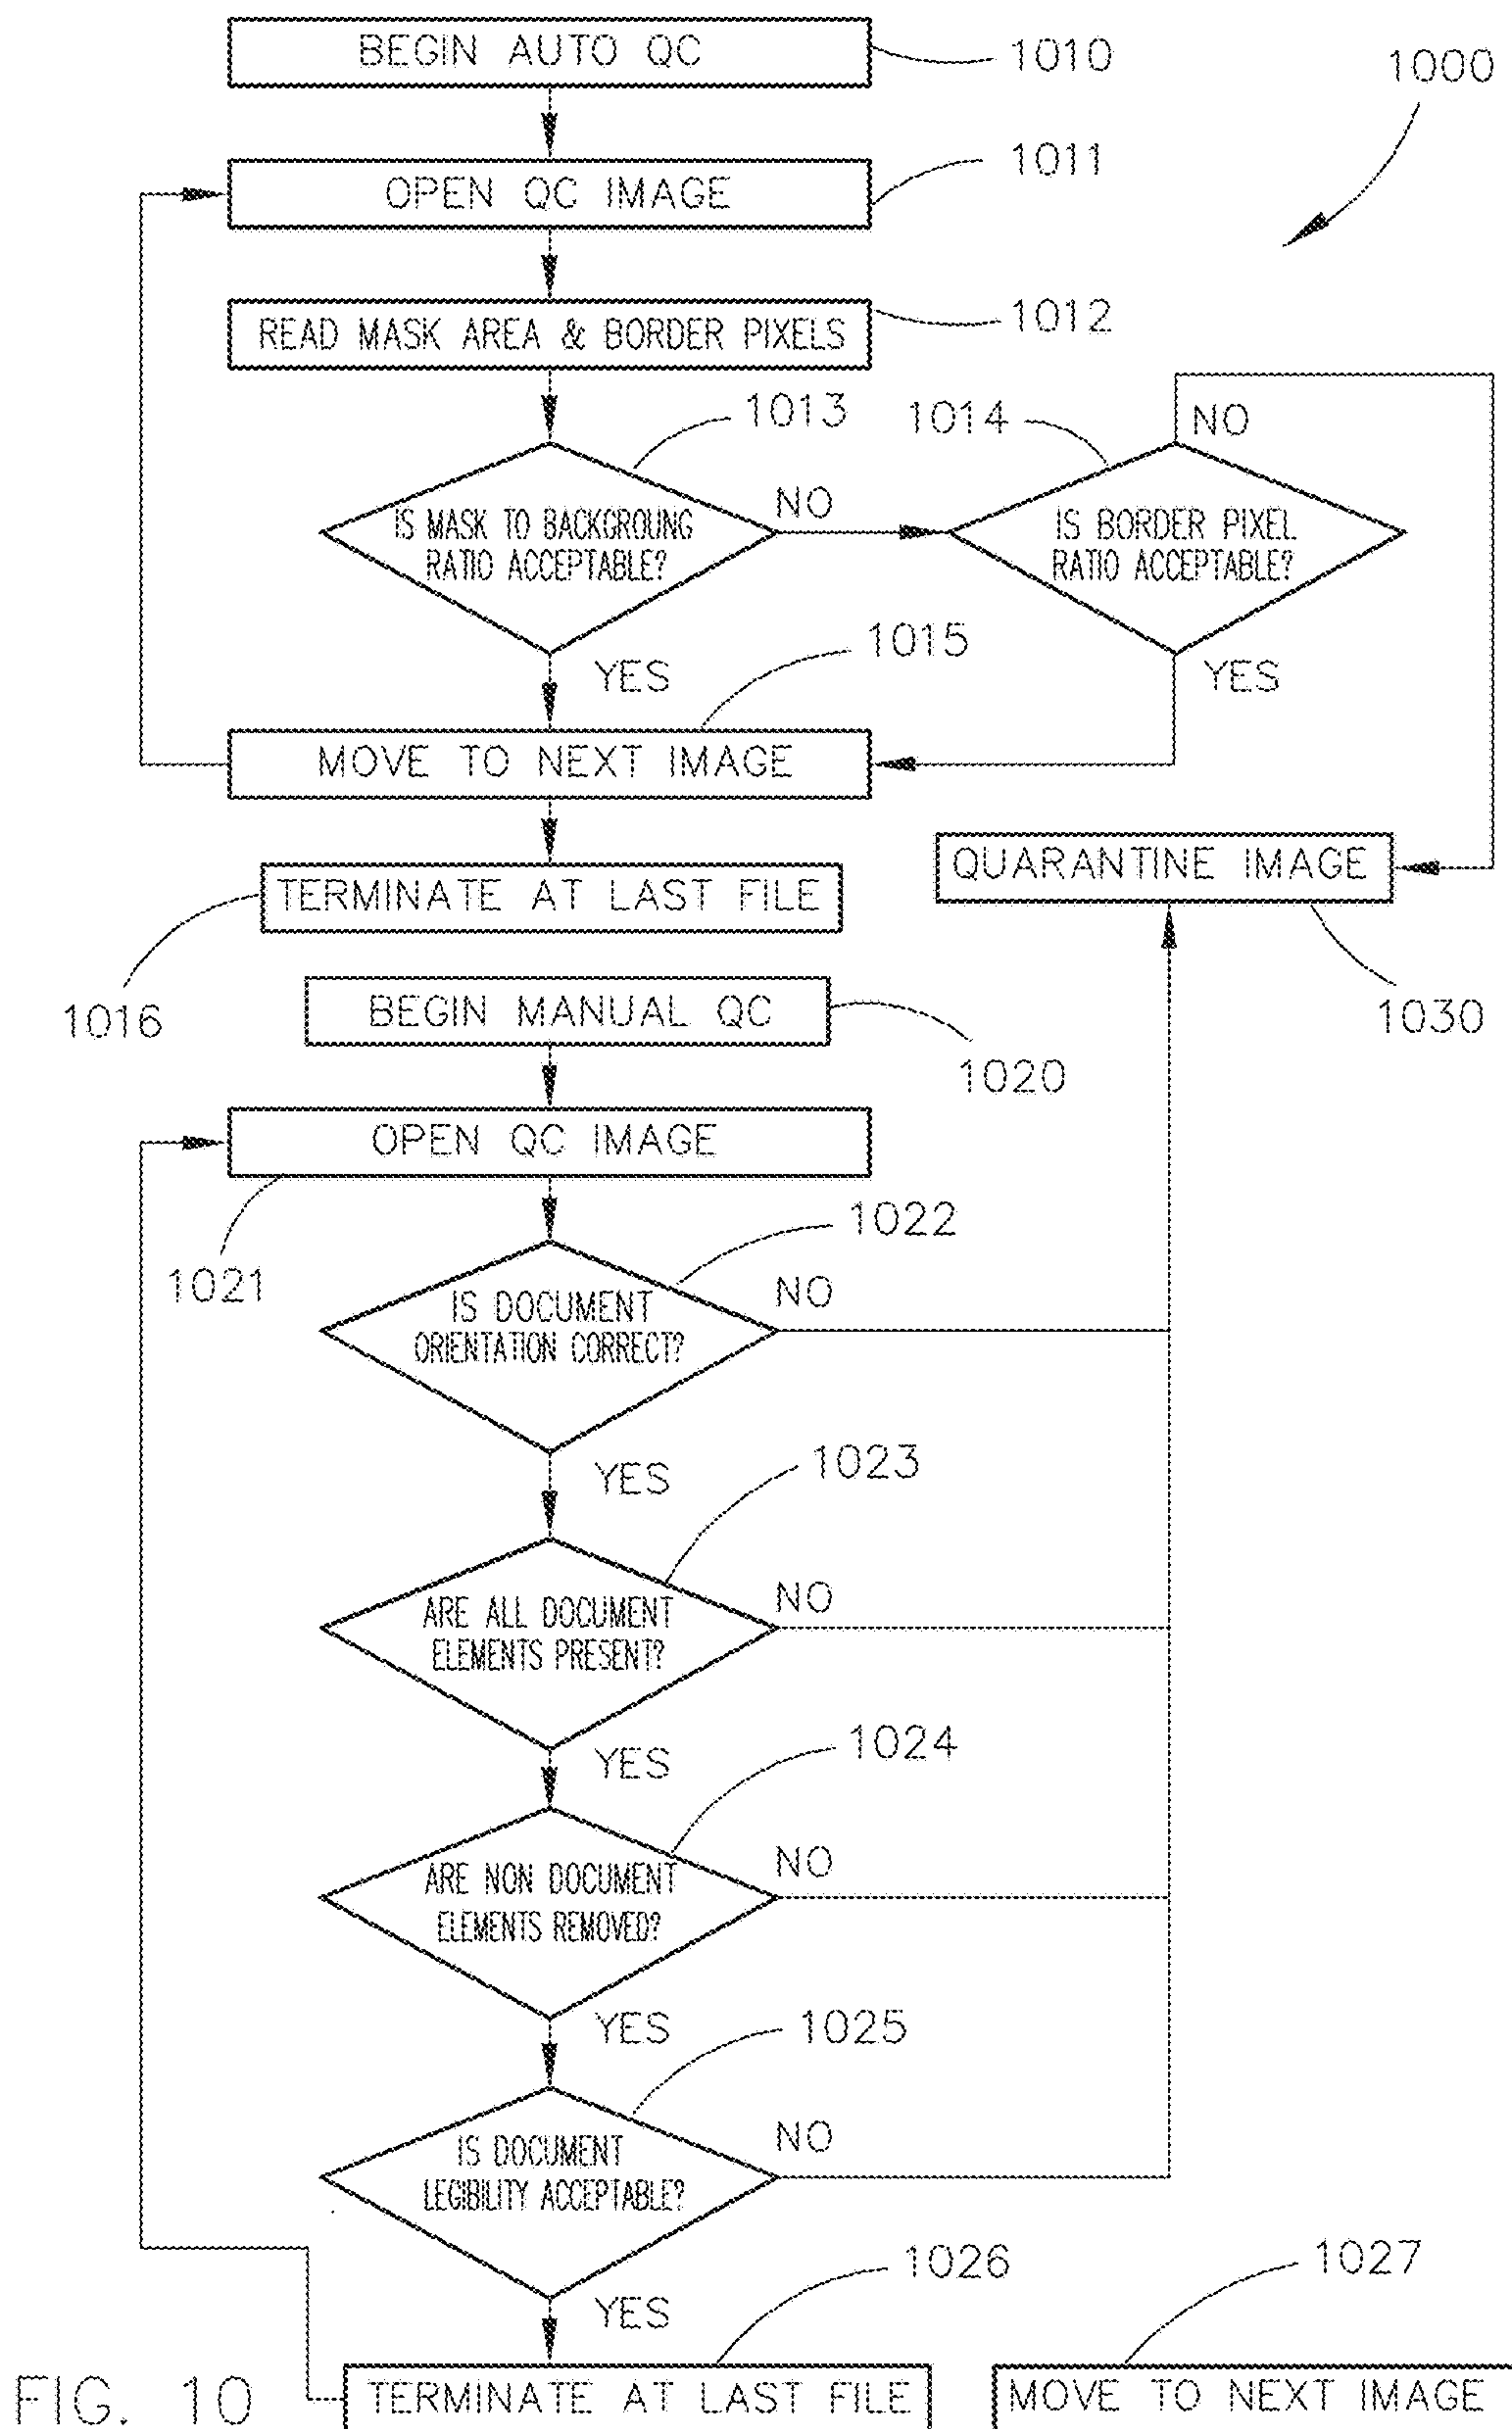 BEGIN AUTO QC
1010
1000
OPEN QC IMAGE
1011
READ MASK AREA & BORDER PIXELS
1012
1013
1014
NO
IS MASK TO BACKGROUNG
RATIO ACCEPTABLE?
NO
IS BORDER PIXEL
RATIO ACCEPTABLE?
YES
1015
YES
MOVE TO NEXT IMAGE
TERMINATE AT LAST FILE
QUARANTINE IMAGE
1016
BEGIN MANUAL QC
1020
1030
OPEN QC IMAGE
1021
1022
IS DOCUMENT
ORIENTATION CORRECT?
NO
YES
1023
ARE ALL DOCUMENT
ELEMENTS PRESENT?
NO
YES
1024
ARE NON DOCUMENT
ELEMENTS REMOVED?
NO
YES
1025
IS DOCUMENT
LEGIBILITY ACCEPTABLE?
NO
YES
1026
1027
TERMINATE AT LAST FILE
MOVE TO NEXT IMAGE
FIG. 10